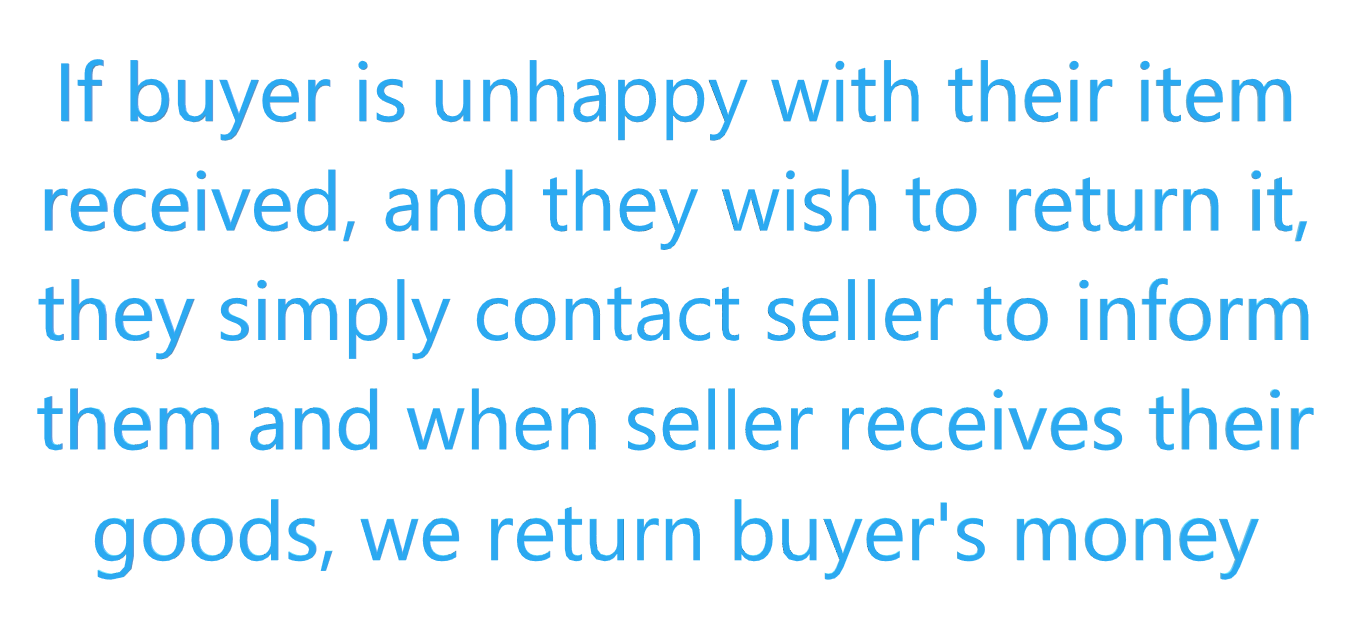 If buyer is unhappy with their item
received, and they wish to return it,
they simply contact seller to inform
them and when seller receives their
goods, we return buyer's money